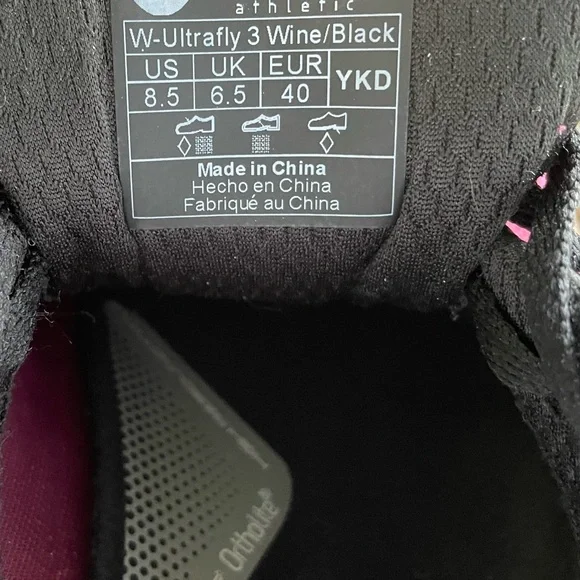 athletic
W-Ultrafly 3 Wine/Black
US UK EUR YKD
8.5 6.5 40
Made in China
Hecho en China
Fabriqué au China
Ortholite®